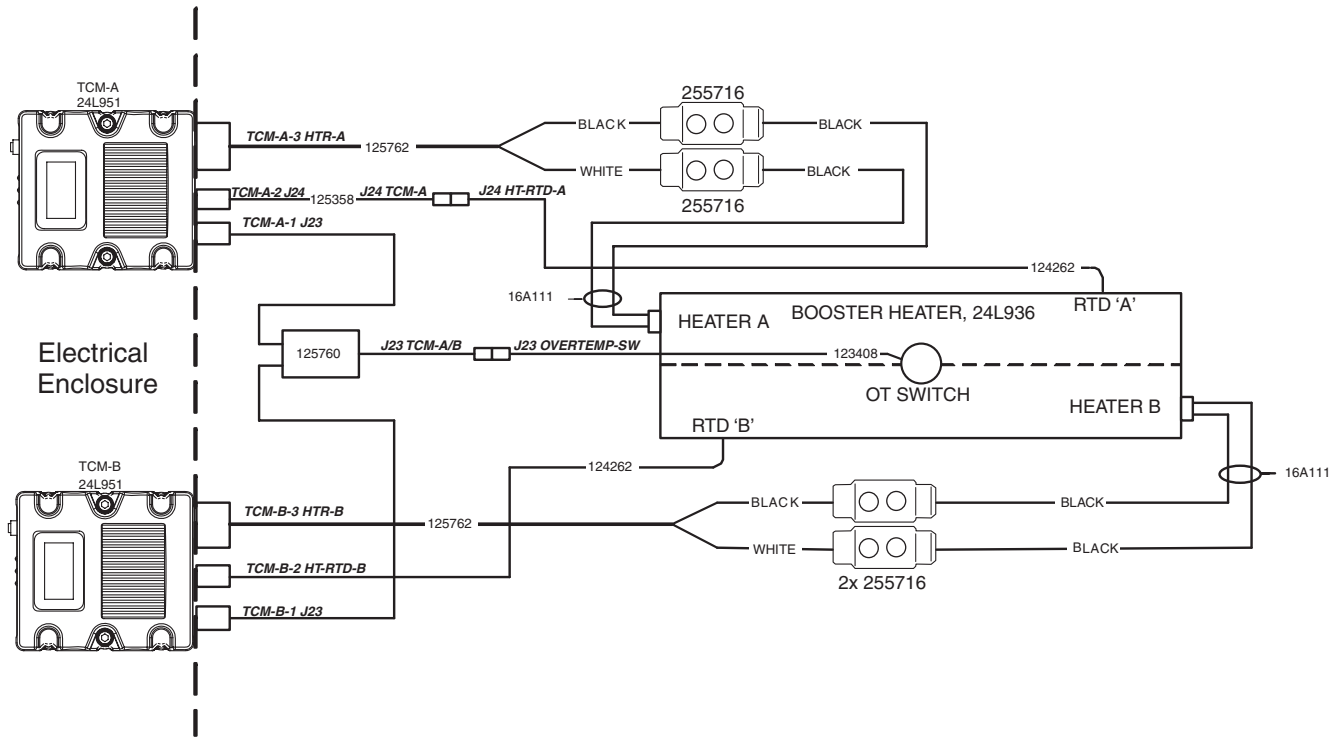 TCM-A
24L951
TCM-A-3 HTR-A
125762
BLACK
255716
BLACK
WHITE
255716
BLACK
TCM-A-2 J24
125358
J24 TCM-A
J24 HT-RTD-A
TCM-A-1 J23
124262
16A111
HEATER A
BOOSTER HEATER, 24L936
RTD ‘A’
Electrical
Enclosure
125760
J23 TCM-A/B
J23 OVERTEMP-SW
123408
OT SWITCH
HEATER B
RTD ‘B’
124262
16A111
TCM-B
24L951
TCM-B-3 HTR-B
125762
BLACK
BLACK
WHITE
BLACK
2x 255716
TCM-B-2 HT-RTD-B
TCM-B-1 J23